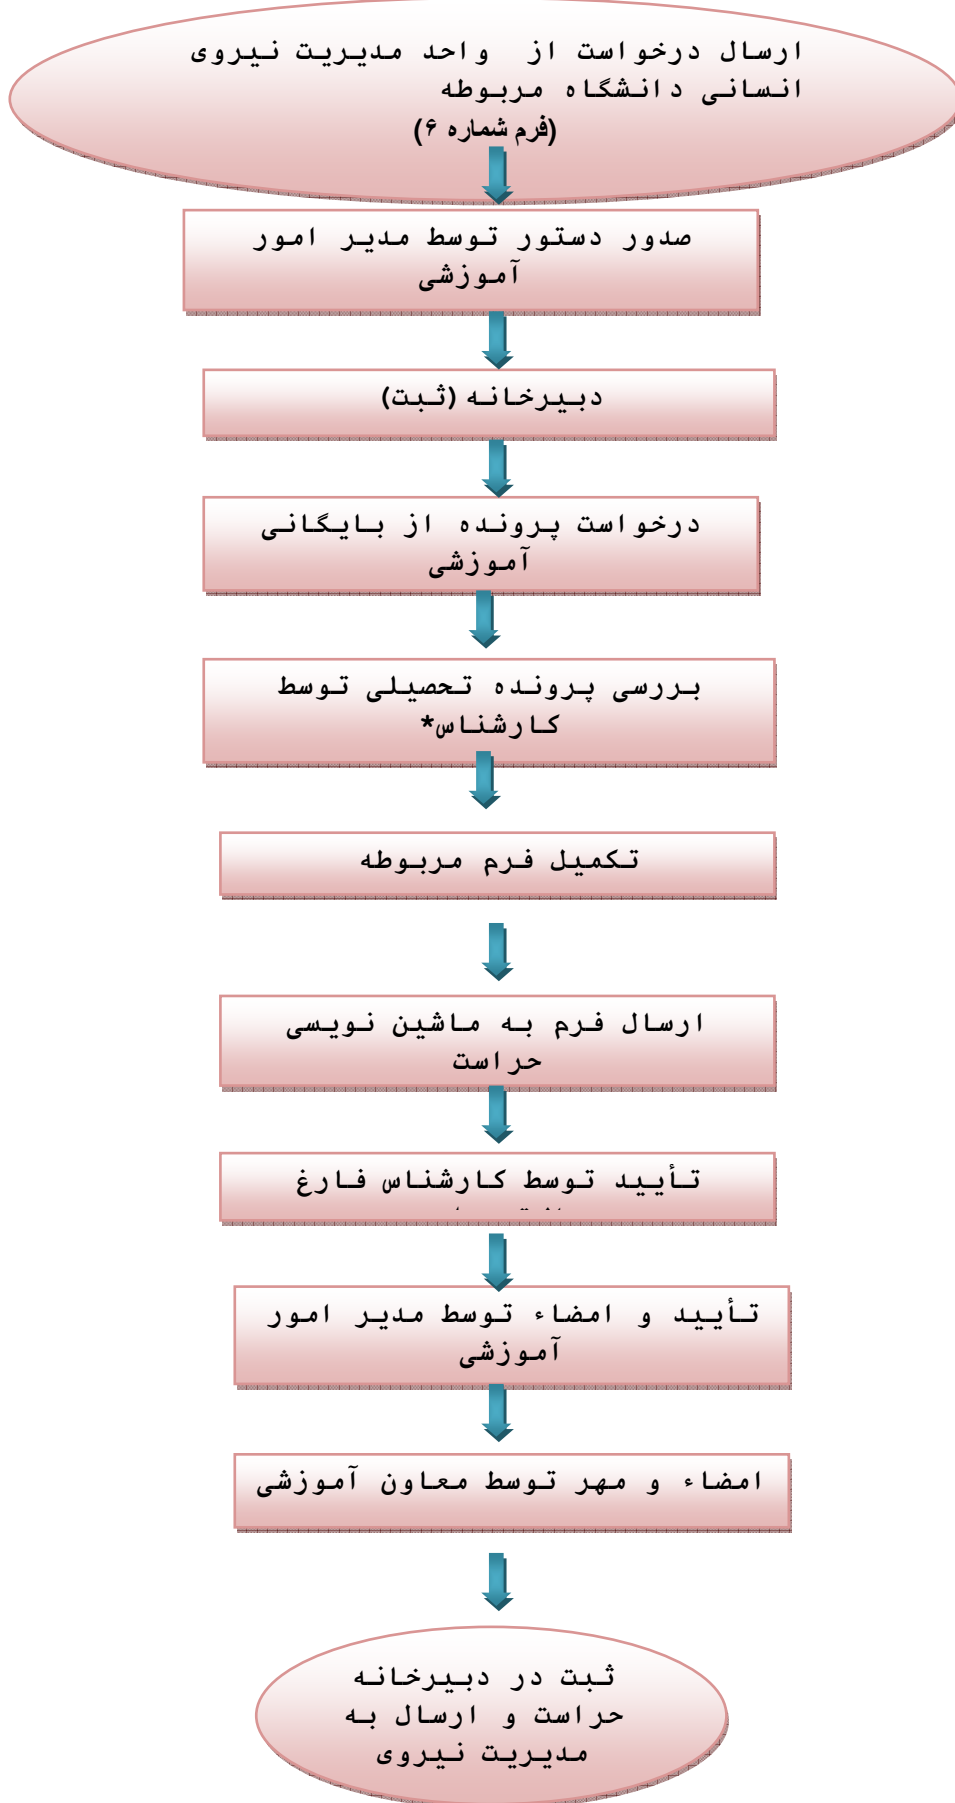 ارسال درخواست از واحد مدیریت نیروی
انسانی دانشگاه مربوطه
(فرم شماره ۶)
صدور دستور توسط مدیر امور
آموزشی
دبیرخانه (ثبت)
درخواست پرونده از بایگانی
آموزشی
بررسی پرونده تحصیلی توسط
کارشناس*
تکمیل فرم مربوطه
ارسال فرم به ماشین نویسی
حراست
تأیید توسط کارشناس فارغ
تأیید و امضاء توسط مدیر امور
آموزشی
امضاء و مهر توسط معاون آموزشی
ثبت در دبیرخانه
حراست و ارسال به
مدیریت نیروی